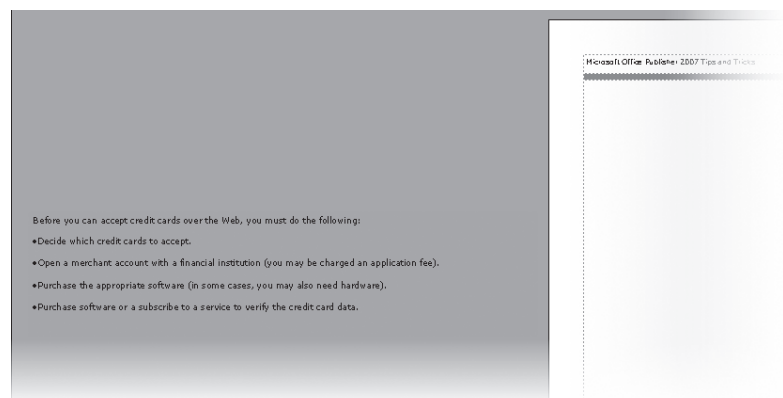 Microsoft Office Publisher 2007 Tips and Tricks
Before you can accept credit cards over the Web, you must do the following:
•Decide which credit cards to accept.
•Open a merchant account with a financial institution (you may be charged an application fee).
•Purchase the appropriate software (in some cases, you may also need hardware).
•Purchase software or a subscribe to a service to verify the credit card data.